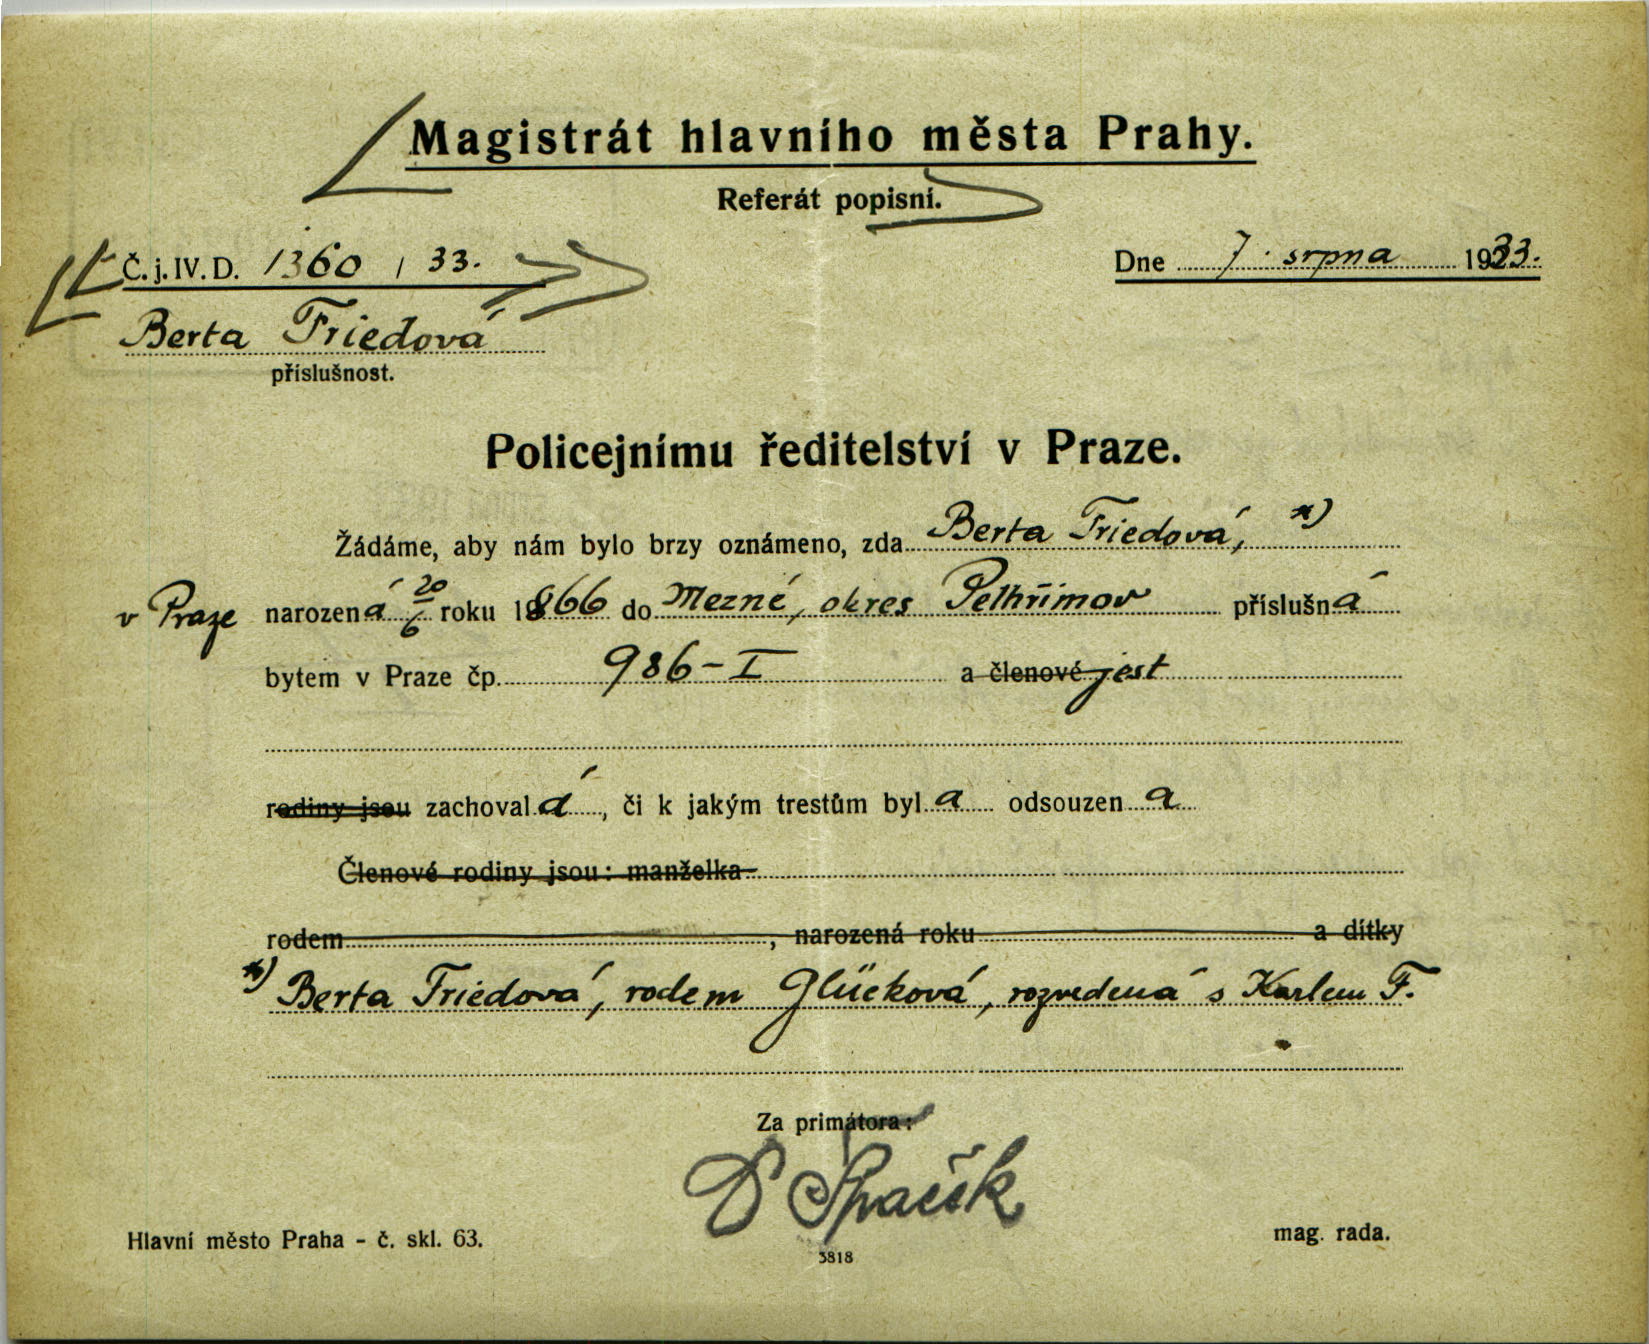 Magistrát hlavního města Prahy.
Referát popisní.
Č. j. IV. D. 1360 / 33.
Dne 7. srpna 1933.
Berta Friedová
příslušnost.
Policejnímu ředitelství v Praze.
Žádáme, aby nám bylo brzy oznámeno, zda Berta Friedová, *)
v Praze narozená 20/6 roku 1866 do Mezné, okres Pelhřimov příslušná
bytem v Praze čp. 986-I a členové jest
rodiny jsou zachovalá, či k jakým trestům byla odsouzena
Členové rodiny jsou: manželka
rodem , narozená roku a dítky
*) Berta Friedová, rodem Glücková, rozvedená s Karlem F.
Za primátora:
D Špaček
Hlavní město Praha - č. skl. 63.
mag. rada.
3818